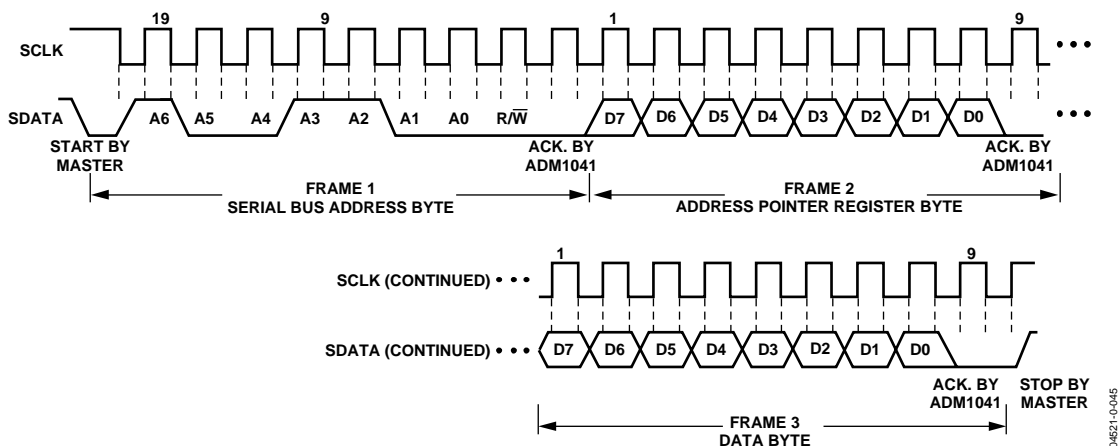 19 9 1 9
SCLK
SDATA A6 A5 A4 A3 A2 A1 A0 R/W̅ D7 D6 D5 D4 D3 D2 D1 D0
START BY MASTER
ACK. BY ADM1041
ACK. BY ADM1041
FRAME 1
SERIAL BUS ADDRESS BYTE
FRAME 2
ADDRESS POINTER REGISTER BYTE
1 9
SCLK (CONTINUED)
SDATA (CONTINUED) D7 D6 D5 D4 D3 D2 D1 D0
ACK. BY ADM1041
STOP BY MASTER
FRAME 3
DATA BYTE
04521-0-045